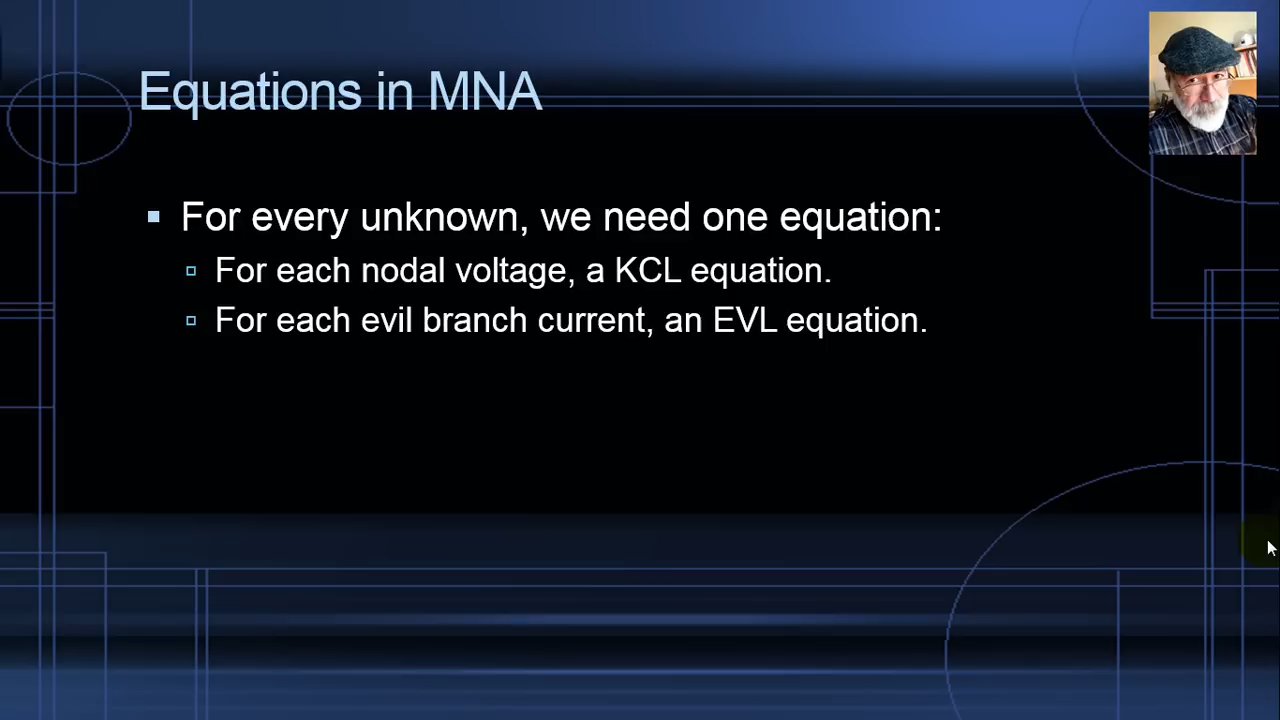 Equations in MNA
For every unknown, we need one equation:
For each nodal voltage, a KCL equation.
For each evil branch current, an EVL equation.